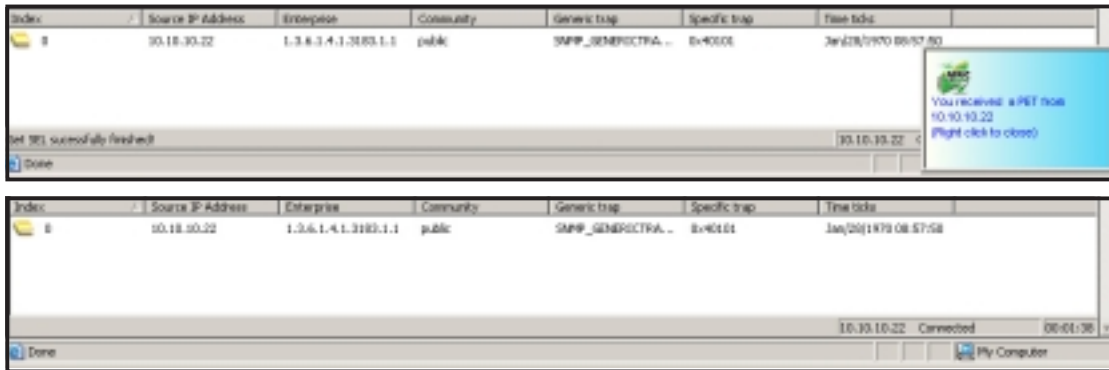 Index / Source IP Address Enterprise Community Generic trap Specific trap Time ticks
0 10.10.10.22 1.3.6.1.4.1.3183.1.1 public SNMP_GENERICTRA... 0x40101 Jan/28/1970 08:57:50
You received a PET from
10.10.10.22
(Right click to close)
Get SEL sucessfully finished! 10.10.10.22
Done
Index / Source IP Address Enterprise Community Generic trap Specific trap Time ticks
0 10.10.10.22 1.3.6.1.4.1.3183.1.1 public SNMP_GENERICTRA... 0x40101 Jan/28/1970 08:57:50
10.10.10.22 Connected 00:01:38
Done My Computer